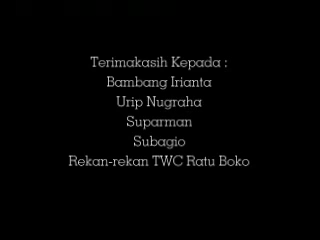 Terimakasih Kepada :
Bambang Irianta
Urip Nugraha
Suparman
Subagio
Rekan-rekan TWC Ratu Boko